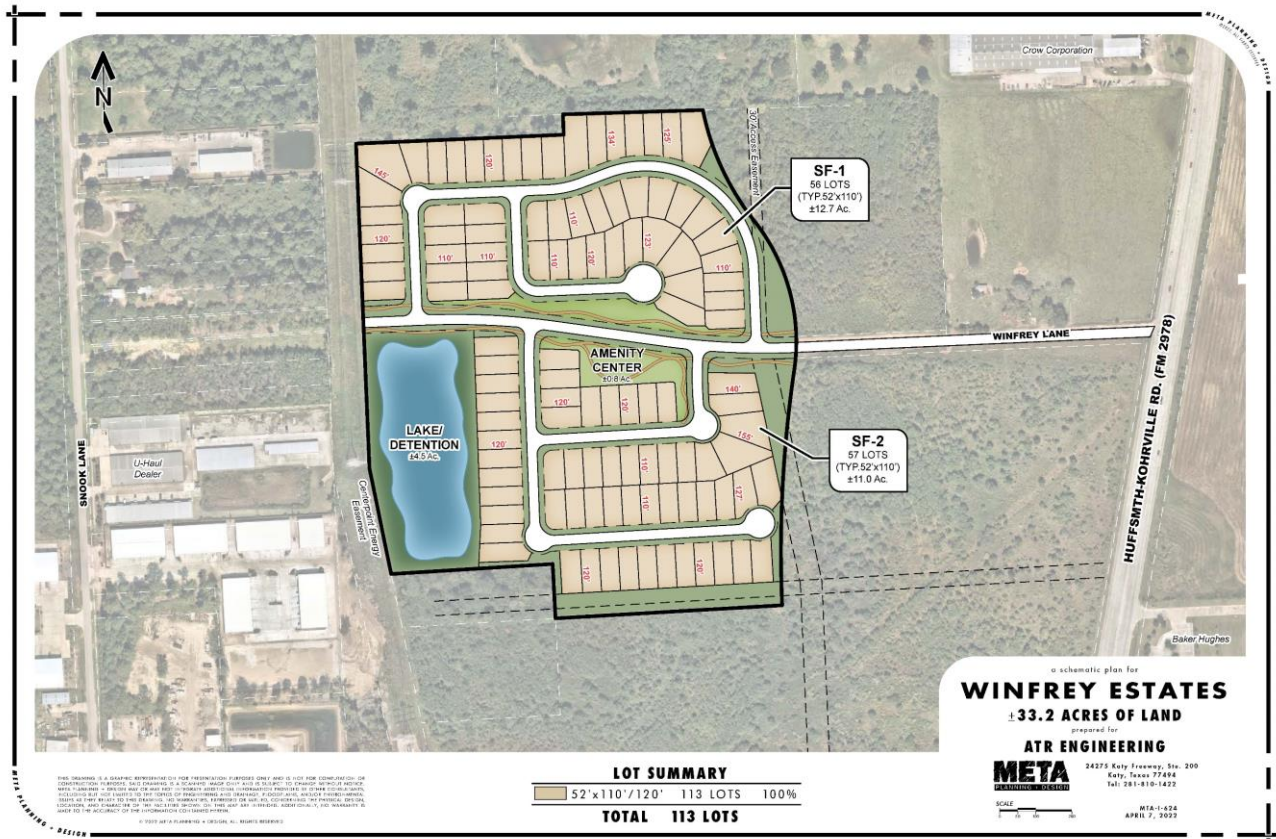 META PLANNING + DESIGN
N
Crow Corporation
30' Access Easement
SF-1
56 LOTS
(TYP.52'x110')
±12.7 Ac.
134'
125'
120'
145'
110'
123'
120'
110'
110'
120'
110'
120'
110'
WINFREY LANE
HUFFSMTH-KOHRVILLE RD. (FM 2978)
AMENITY
CENTER
±0.8 Ac.
140'
120'
120'
LAKE/
DETENTION
±4.5 Ac.
120'
155'
SF-2
57 LOTS
(TYP.52'x110')
±11.0 Ac.
110'
110'
127'
120'
120'
SNOOK LANE
U-Haul
Dealer
Centerpoint Energy
Easement
Baker Hughes
a schematic plan for
WINFREY ESTATES
±33.2 ACRES OF LAND
prepared for
ATR ENGINEERING
META
PLANNING + DESIGN
24275 Katy Freeway, Ste. 200
Katy, Texas 77494
Tel: 281-810-1422
SCALE
MTA-I-624
APRIL 7, 2022
LOT SUMMARY
52'x110'/120' 113 LOTS 100%
TOTAL 113 LOTS
META PLANNING + DESIGN